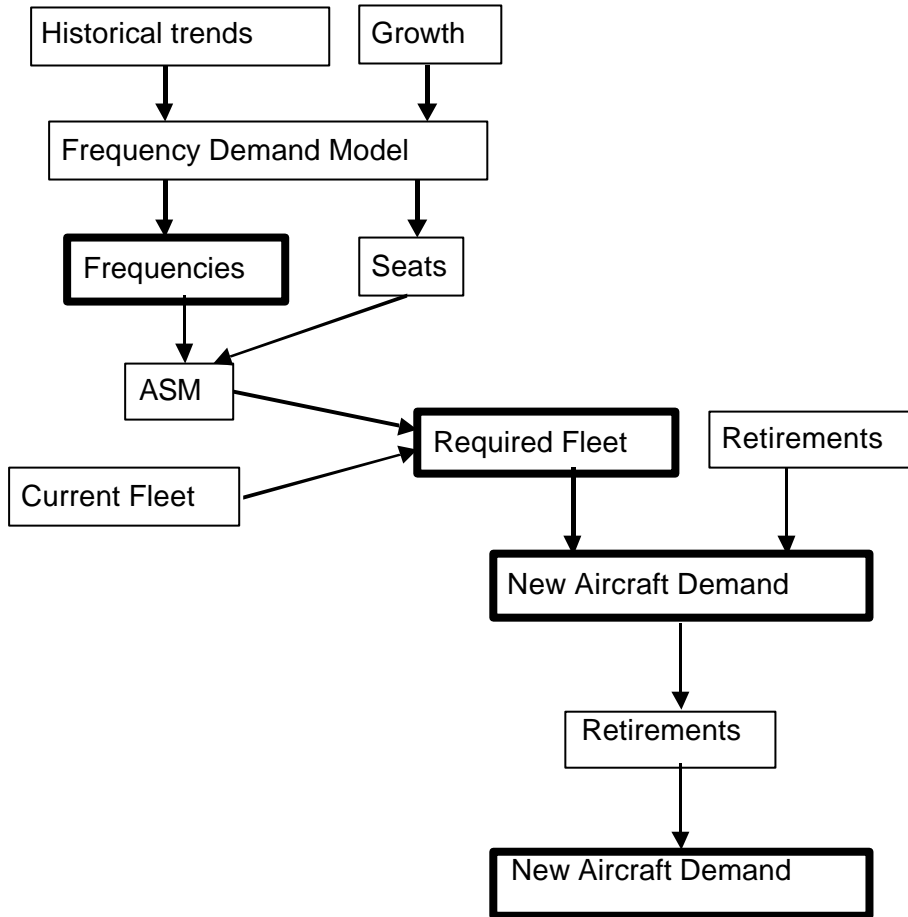 Historical trends
Growth
Frequency Demand Model
Frequencies
Seats
ASM
Required Fleet
Retirements
Current Fleet
New Aircraft Demand
Retirements
New Aircraft Demand